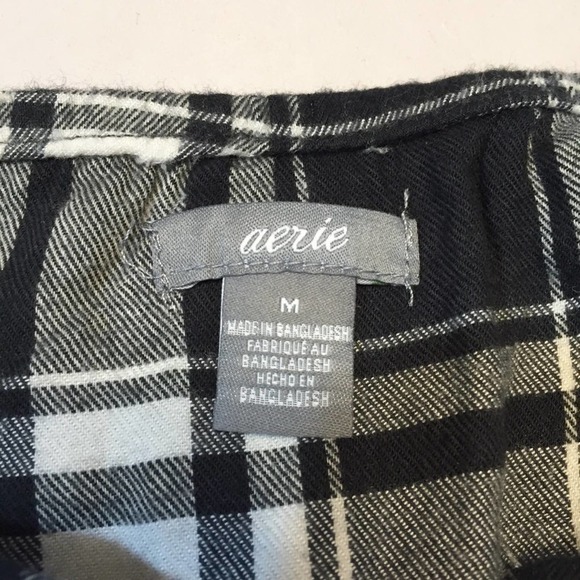 aerie
M
MADE IN BANGLADESH
FABRIQUÉ AU
BANGLADESH
HECHO EN
BANGLADESH